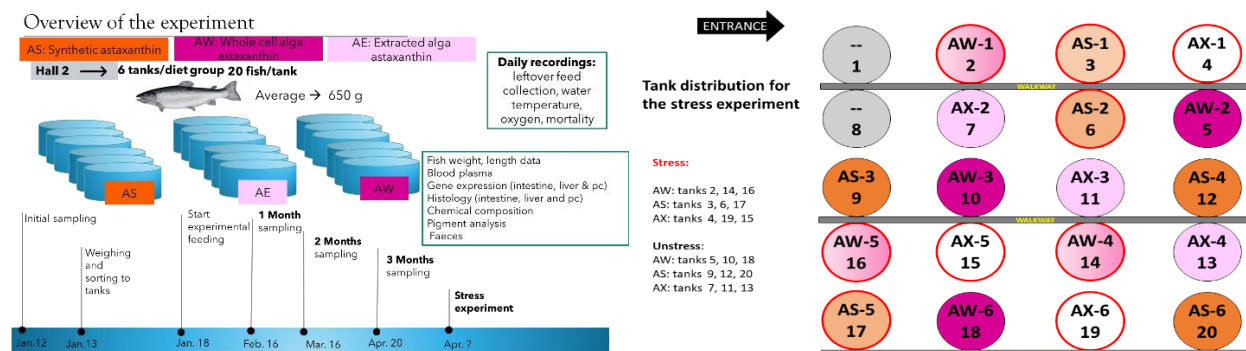 Overview of the experiment
AS: Synthetic astaxanthin
AW: Whole cell alga
astaxanthin
AE: Extracted alga
astaxanthin
Hall 2 → 6 tanks/diet group 20 fish/tank
Average → 650 g
Daily recordings:
leftover feed
collection, water
temperature,
oxygen, mortality
AS
AE
AW
Fish weight, length data
Blood plasma
Gene expression (intestine, liver & pc)
Histology (intestine, liver and pc)
Chemical composition
Pigment analysis
Faeces
Initial sampling
Weighing
and
sorting to
tanks
Start
experimental
feeding
1 Month
sampling
2 Months
sampling
3 Months
sampling
Stress
experiment
Jan.12
Jan.13
Jan. 18
Feb. 16
Mar. 16
Apr. 20
Apr. ?
ENTRANCE
Tank distribution for
the stress experiment
Stress:
AW: tanks 2, 14, 16
AS: tanks 3, 6, 17
AX: tanks 4, 19, 15
Unstress:
AW: tanks 5, 10, 18
AS: tanks 9, 12, 20
AX: tanks 7, 11, 13
--
1
AW-1
2
AS-1
3
AX-1
4
WALKWAY
--
8
AX-2
7
AS-2
6
AW-2
5
AS-3
9
AW-3
10
AX-3
11
AS-4
12
WALKWAY
AW-5
16
AX-5
15
AW-4
14
AX-4
13
AS-5
17
AW-6
18
AX-6
19
AS-6
20